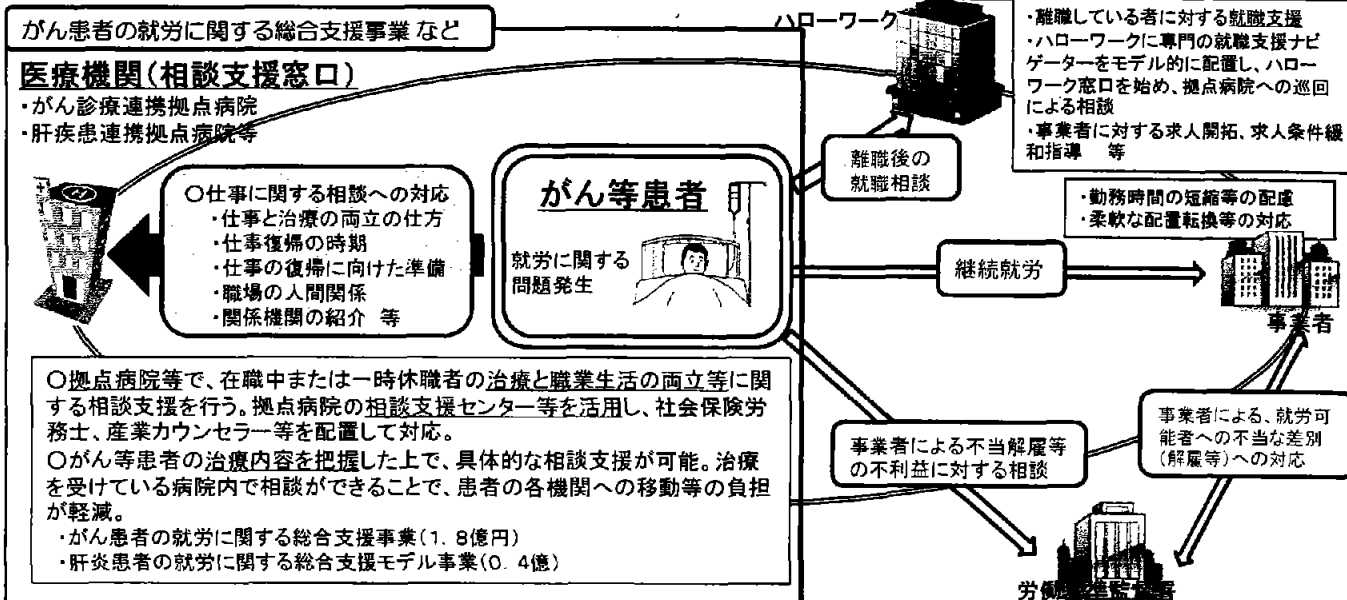 がん患者の就労に関する総合支援事業 など
医療機関(相談支援窓口)
・がん診療連携拠点病院
・肝疾患連携拠点病院等
○仕事に関する相談への対応
・仕事と治療の両立の仕方
・仕事復帰の時期
・仕事の復帰に向けた準備
・職場の人間関係
・関係機関の紹介 等
がん等患者
就労に関する
問題発生
ハローワーク
・離職している者に対する就職支援
・ハローワークに専門の就職支援ナビ
ゲーターをモデル的に配置し、ハロー
ワーク窓口を始め、拠点病院への巡回
による相談
・事業者に対する求人開拓、求人条件緩
和指導 等
離職後の
就職相談
・勤務時間の短縮等の配慮
・柔軟な配置転換等の対応
継続就労
事業者
○拠点病院等で、在職中または一時休職者の治療と職業生活の両立等に関
する相談支援を行う。拠点病院の相談支援センター等を活用し、社会保険労
務士、産業カウンセラー等を配置して対応。
○がん等患者の治療内容を把握した上で、具体的な相談支援が可能。治療
を受けている病院内で相談ができることで、患者の各機関への移動等の負担
が軽減。
・がん患者の就労に関する総合支援事業(1.8億円)
・肝炎患者の就労に関する総合支援モデル事業(0.4億)
事業者による不当解雇等
の不利益に対する相談
事業者による、就労可
能者への不当な差別
(解雇等)への対応
労働基準監督署